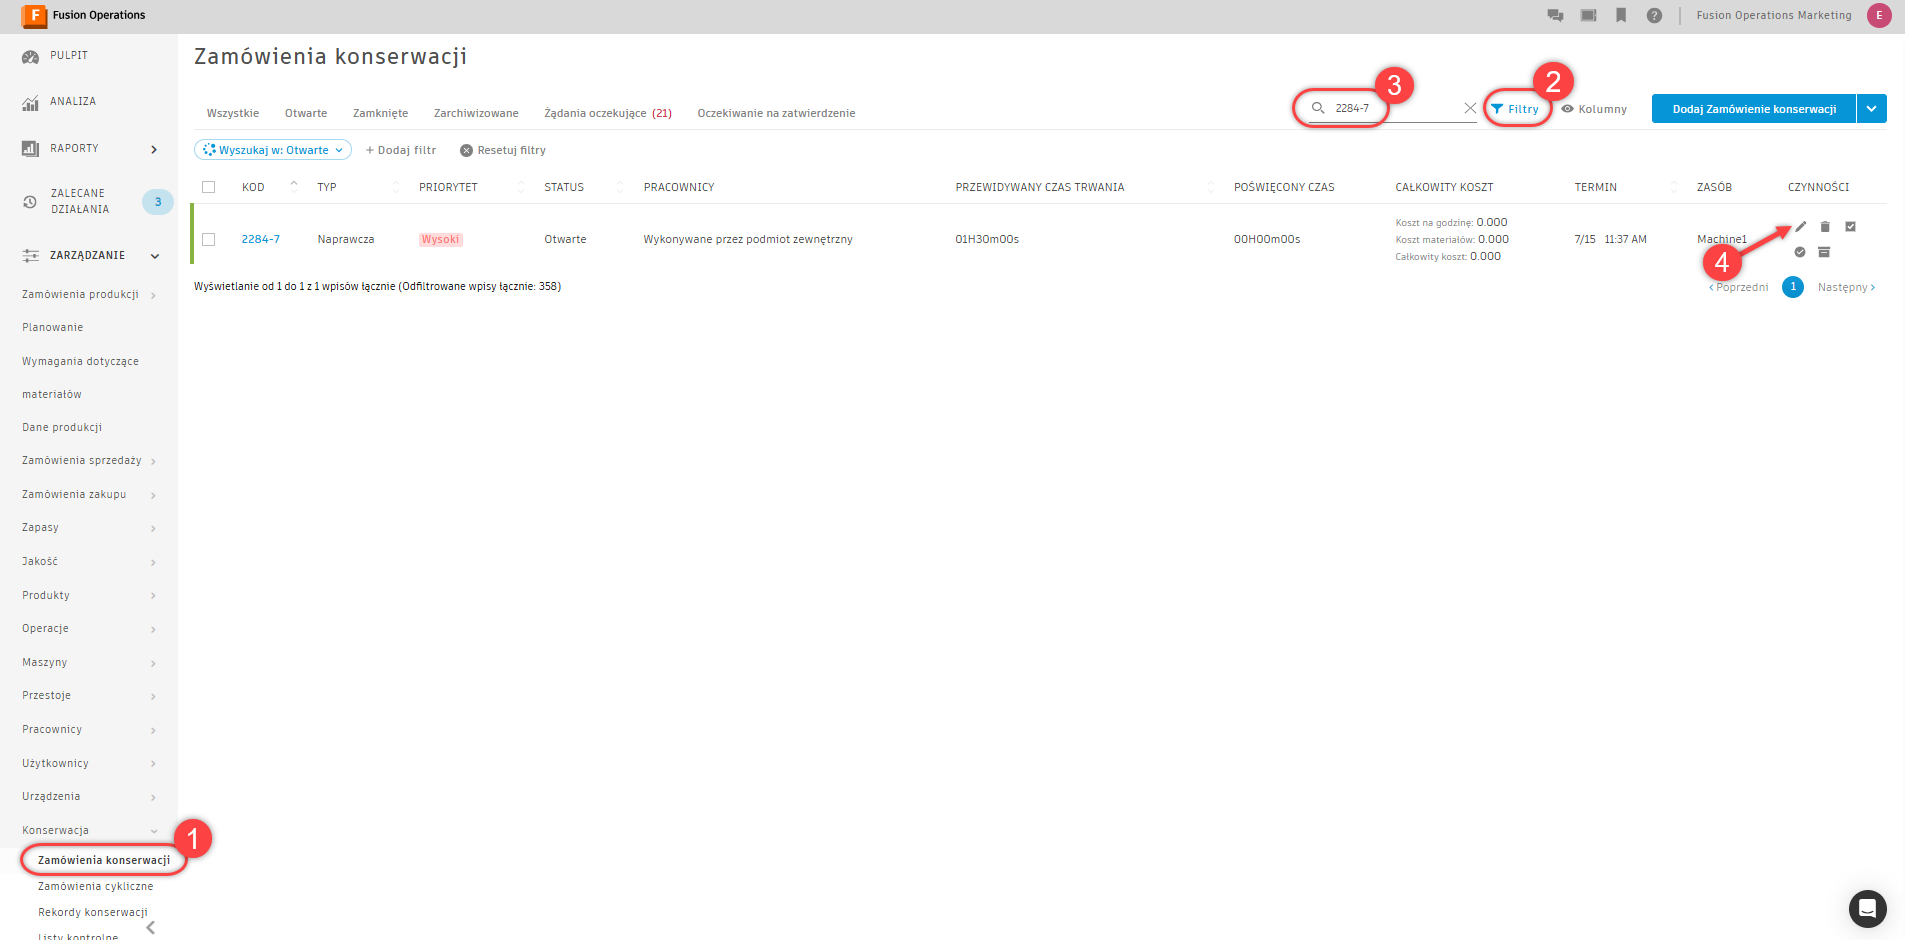 F Fusion Operations
? Fusion Operations Marketing E
PULPIT
ANALIZA
RAPORTY
ZALECANE
DZIAŁANIA
3
ZARZĄDZANIE
Zamówienia produkcji
Planowanie
Wymagania dotyczące
materiałów
Dane produkcji
Zamówienia sprzedaży
Zamówienia zakupu
Zapasy
Jakość
Produkty
Operacje
Maszyny
Przestoje
Pracownicy
Użytkownicy
Urządzenia
Konserwacja
1
Zamówienia konserwacji
Zamówienia cykliczne
Rekordy konserwacji
Listy kontrolne
Zamówienia konserwacji
Wszystkie Otwarte Zamknięte Zarchiwizowane Żądania oczekujące (21) Oczekiwanie na zatwierdzenie
2284-7 3 Filtry 2 Kolumny Dodaj Zamówienie konserwacji
Wyszukaj w: Otwarte + Dodaj filtr Resetuj filtry
KOD TYP PRIORYTET STATUS PRACOWNICY PRZEWIDYWANY CZAS TRWANIA POŚWIĘCONY CZAS CAŁKOWITY KOSZT TERMIN ZASÓB CZYNNOŚCI
2284-7 Naprawcza Wysoki Otwarte Wykonywane przez podmiot zewnętrzny 01H30m00s 00H00m00s
Koszt na godzinę: 0.000
Koszt materiałów: 0.000
Całkowity koszt: 0.000
7/15 11:37 AM Machine1
4
Wyświetlanie od 1 do 1 z 1 wpisów łącznie (Odfiltrowane wpisy łącznie: 358)
Poprzedni 1 Następny